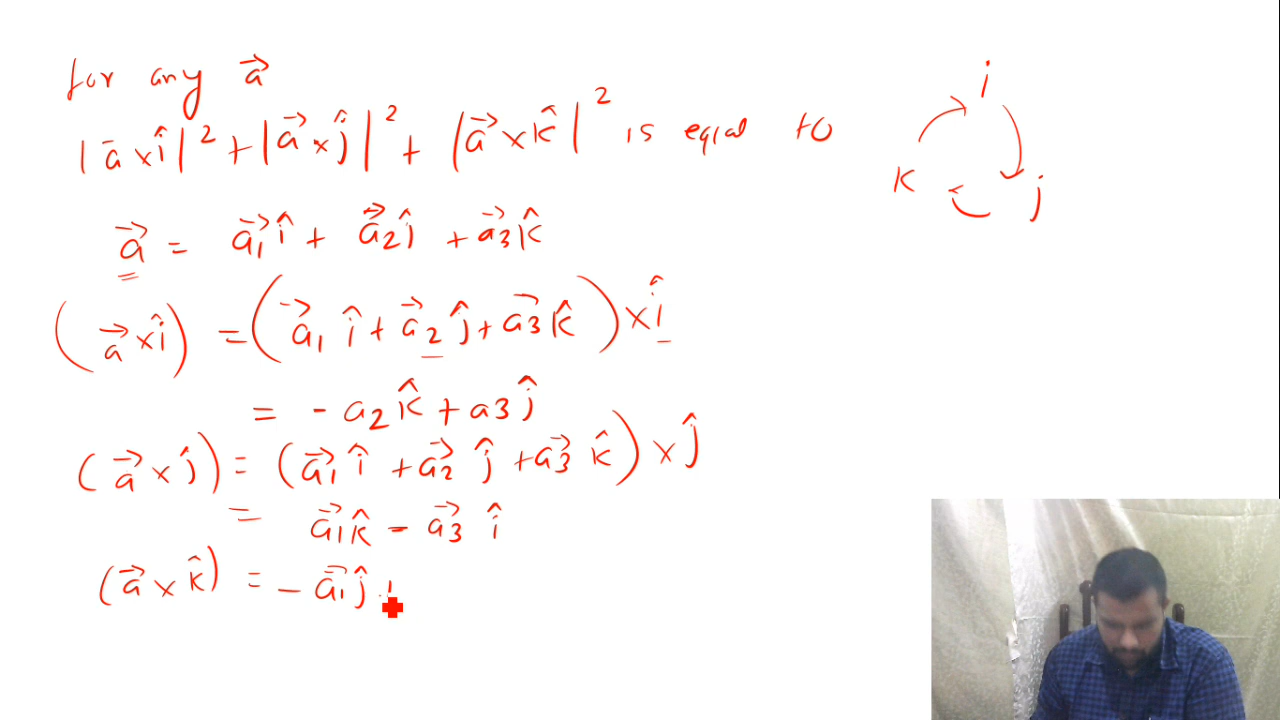 for any a⃗
|a̅ × î|² + |a⃗ × ĵ|² + |a⃗ × k̂|² is equal to
i
k
j
a⃗ = a⃗1 î + a⃗2 ĵ + a⃗3 k̂
(a⃗ × î) = (a⃗1 î + a⃗2 ĵ + a⃗3 k̂) × î
= - a2 k̂ + a3 ĵ
(a⃗ × ĵ) = (a⃗1 î + a⃗2 ĵ + a⃗3 k̂) × ĵ
= a⃗1 k̂ - a⃗3 î
(a⃗ × k̂) = - a⃗1 ĵ +